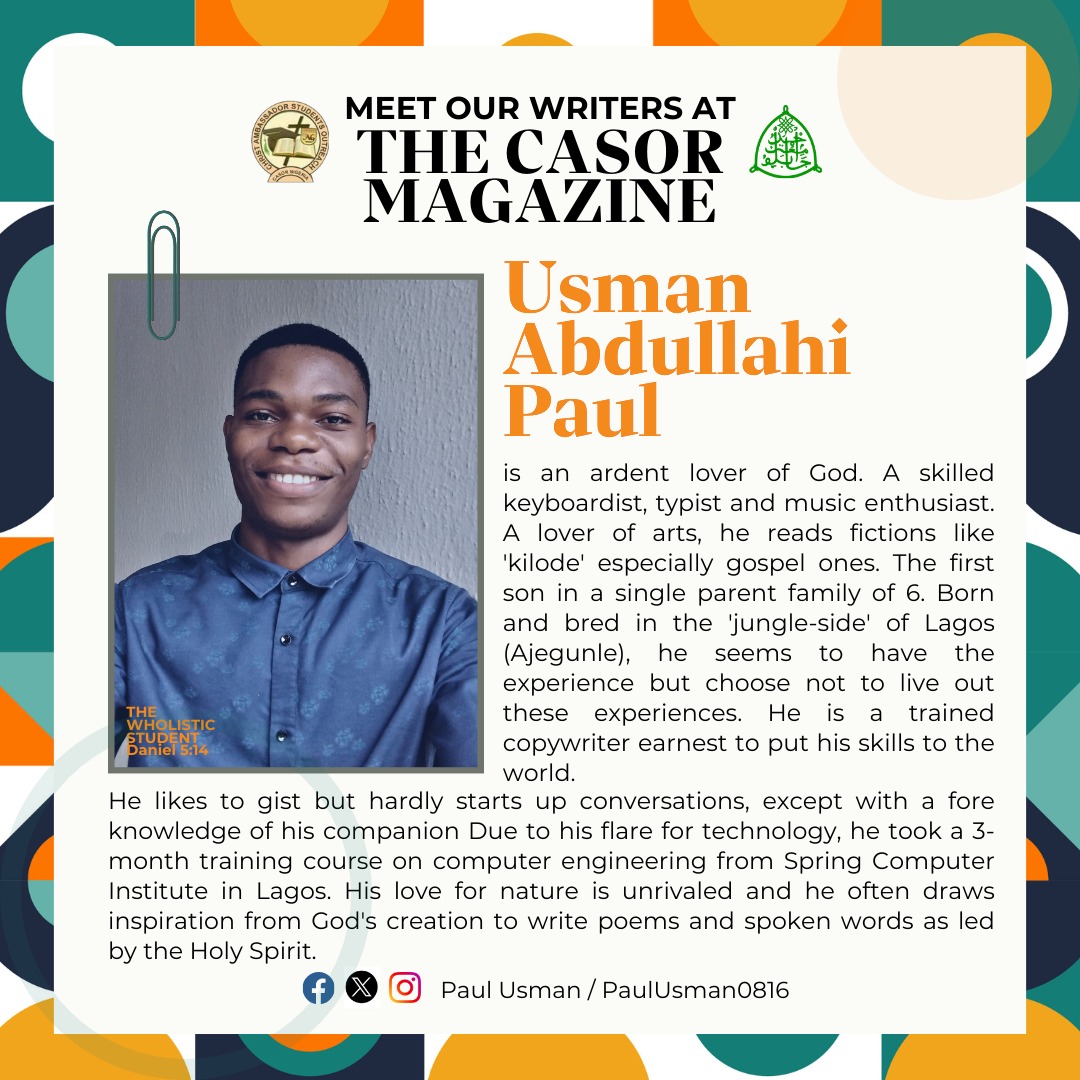 MEET OUR WRITERS AT
THE CASOR
MAGAZINE
CHRIST AMBASSADOR STUDENTS OUTREACH
CASOR NIGERIA
Usman
Abdullahi
Paul
is an ardent lover of God. A skilled
keyboardist, typist and music enthusiast.
A lover of arts, he reads fictions like
'kilode' especially gospel ones. The first
son in a single parent family of 6. Born
and bred in the 'jungle-side' of Lagos
(Ajegunle), he seems to have the
experience but choose not to live out
these experiences. He is a trained
copywriter earnest to put his skills to the
world.
THE
WHOLISTIC
STUDENT
Daniel 5:14
He likes to gist but hardly starts up conversations, except with a fore
knowledge of his companion Due to his flare for technology, he took a 3-
month training course on computer engineering from Spring Computer
Institute in Lagos. His love for nature is unrivaled and he often draws
inspiration from God's creation to write poems and spoken words as led
by the Holy Spirit.
Paul Usman / PaulUsman0816